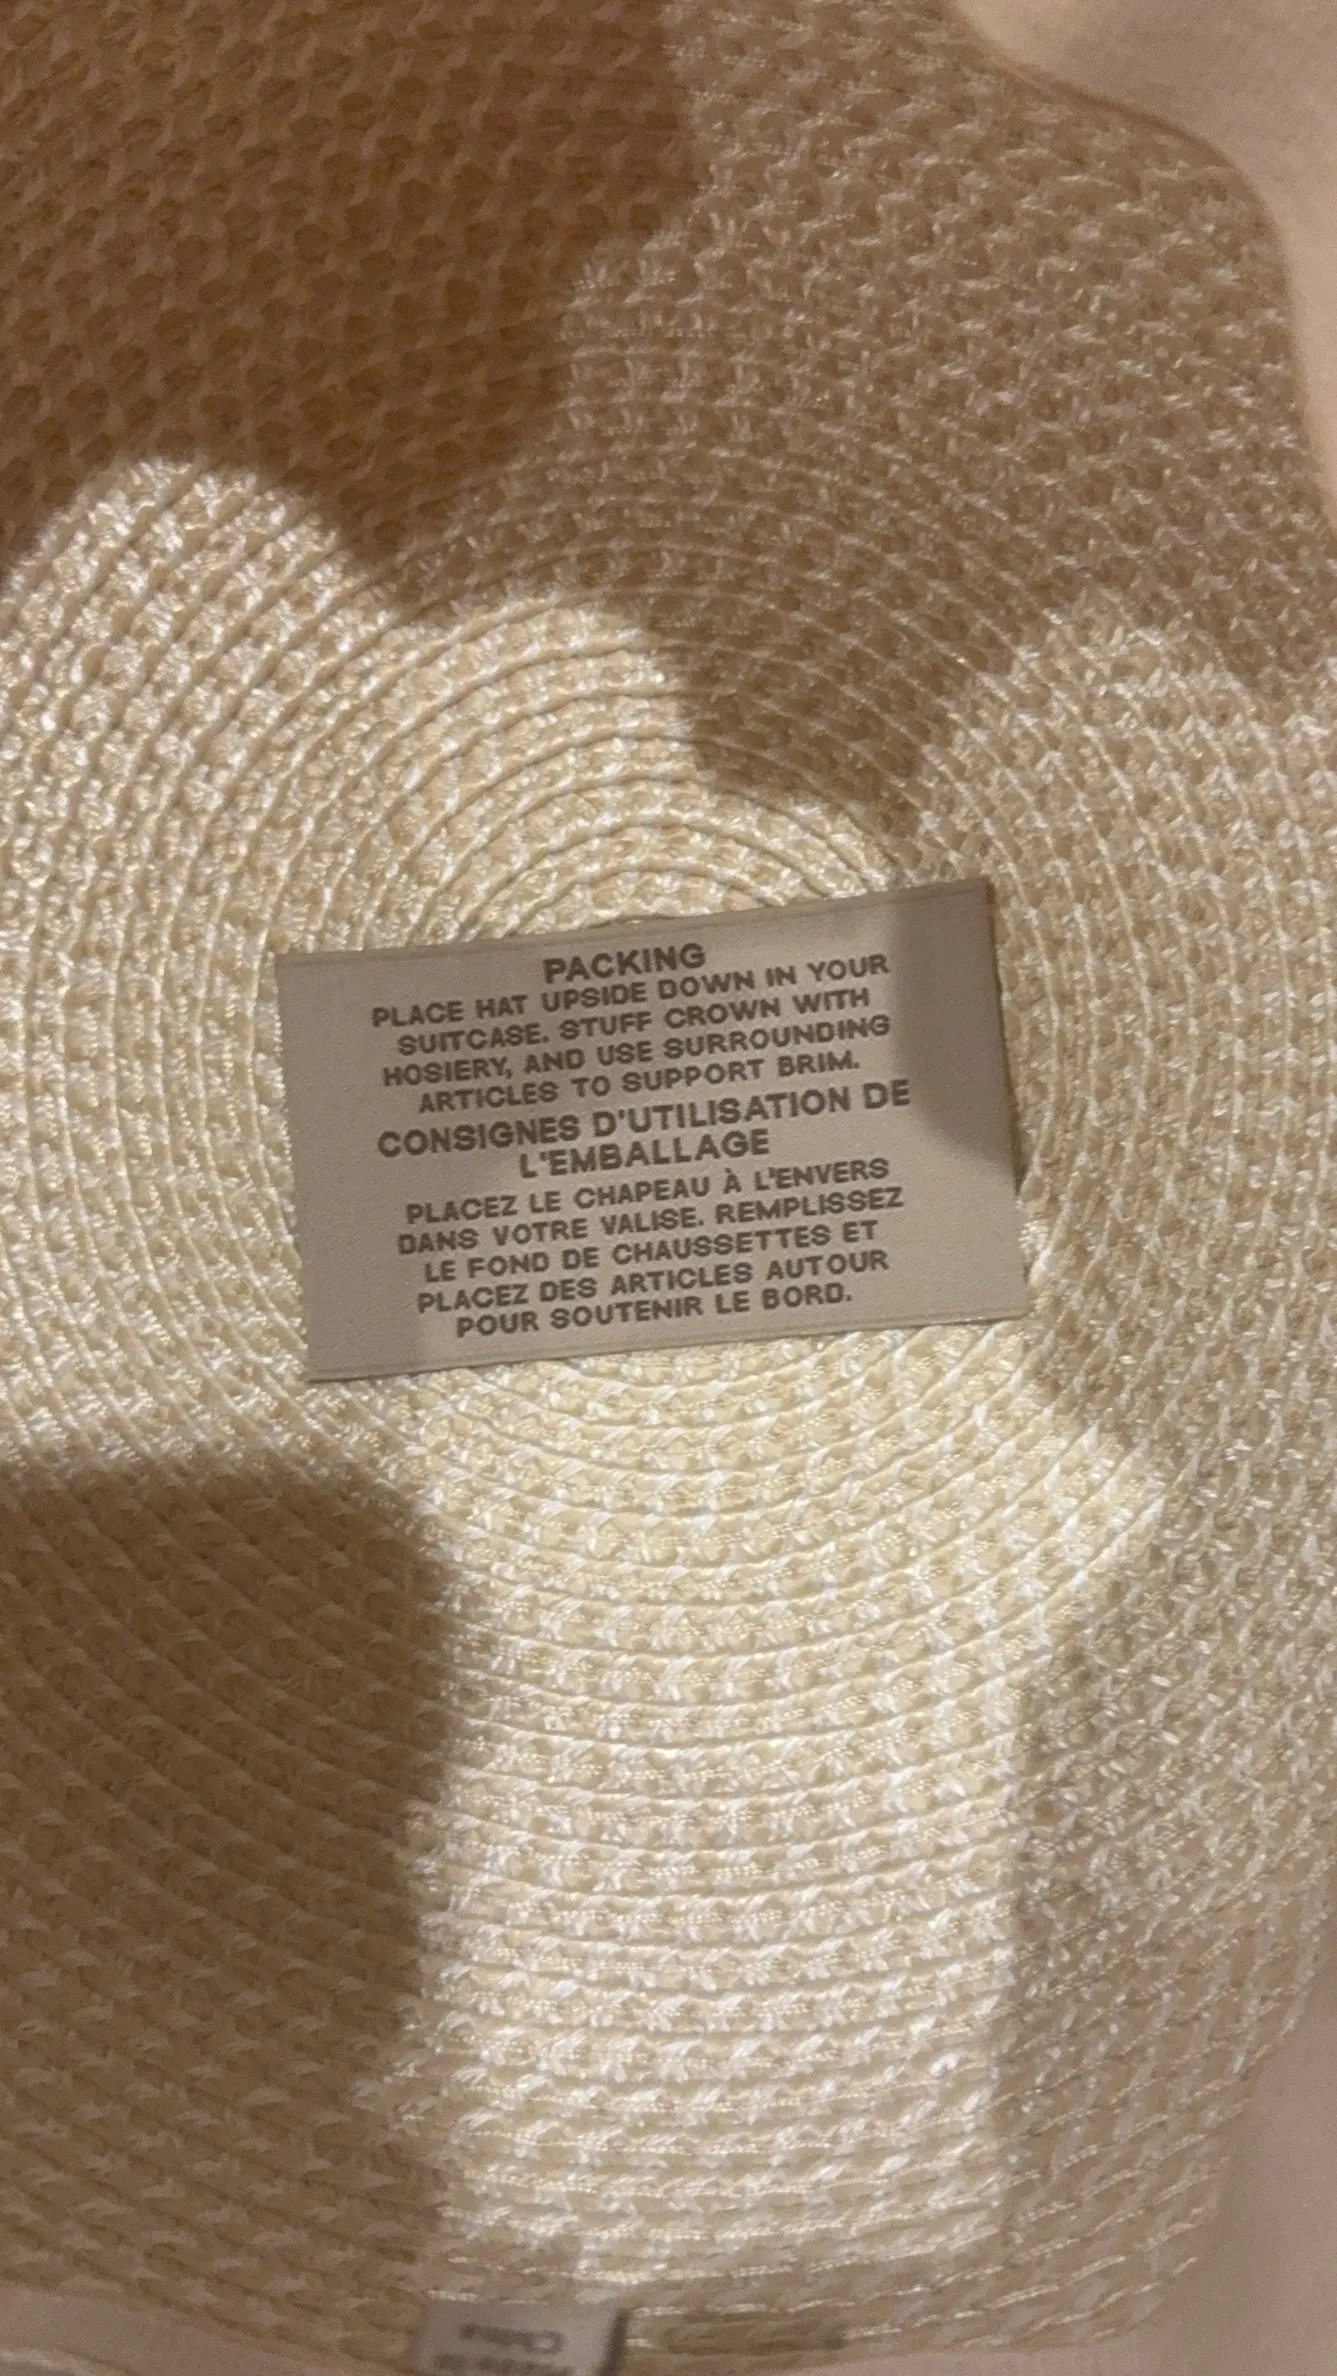 PACKING
PLACE HAT UPSIDE DOWN IN YOUR
SUITCASE. STUFF CROWN WITH
HOSIERY, AND USE SURROUNDING
ARTICLES TO SUPPORT BRIM.
CONSIGNES D'UTILISATION DE
L'EMBALLAGE
PLACEZ LE CHAPEAU À L'ENVERS
DANS VOTRE VALISE. REMPLISSEZ
LE FOND DE CHAUSSETTES ET
PLACEZ DES ARTICLES AUTOUR
POUR SOUTENIR LE BORD.